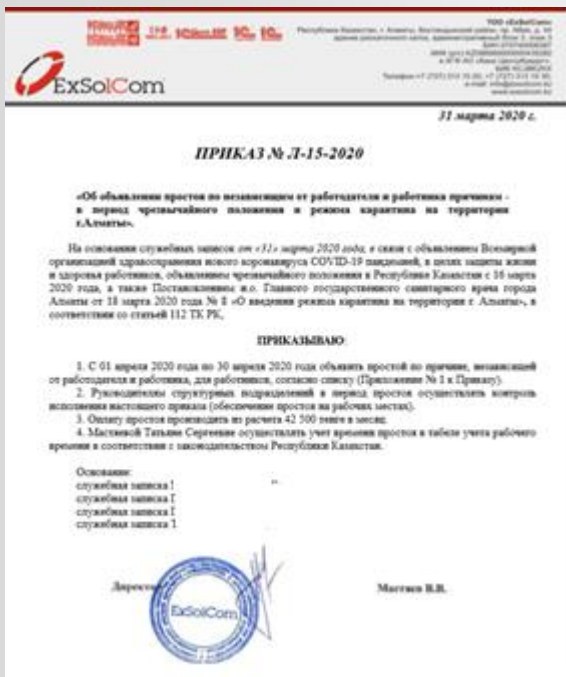 ExSolCom
31 марта 2020 г.
ПРИКАЗ № Л-15-2020
«Об объявлении простоя по независящим от работодателя и работника причинам -
в период чрезвычайного положения и режима карантина на территории
г.Алматы».
На основании служебных записок от «31» марта 2020 года, в связи с объявлением Всемирной
организацией здравоохранения нового коронавируса COVID-19 пандемией, в целях защиты жизни
и здоровья работников, объявлением чрезвычайного положения в Республике Казахстан с 16 марта
2020 года, а также Постановлением и.о. Главного государственного санитарного врача города
Алматы от 18 марта 2020 года № 8 «О введении режима карантина на территории г. Алматы», в
соответствии со статьей 112 ТК РК,
ПРИКАЗЫВАЮ:
1. С 01 апреля 2020 года по 30 апреля 2020 года объявить простой по причине, независящей
от работодателя и работника, для работников, согласно списку (Приложение № 1 к Приказу).
2. Руководителям структурных подразделений в период простоя осуществлять контроль
исполнения настоящего приказа (обеспечение простоя на рабочих местах).
3. Оплату простоя производить из расчета 42 500 тенге в месяц.
4. Мастяевой Татьяне Сергеевне осуществлять учет времени простоя в табеле учета рабочего
времени в соответствии с законодательством Республики Казахстан.
Основание:
служебная записка
служебная записка
служебная записка
служебная записка
Директор
Мастяев В.В.
ExSolCom